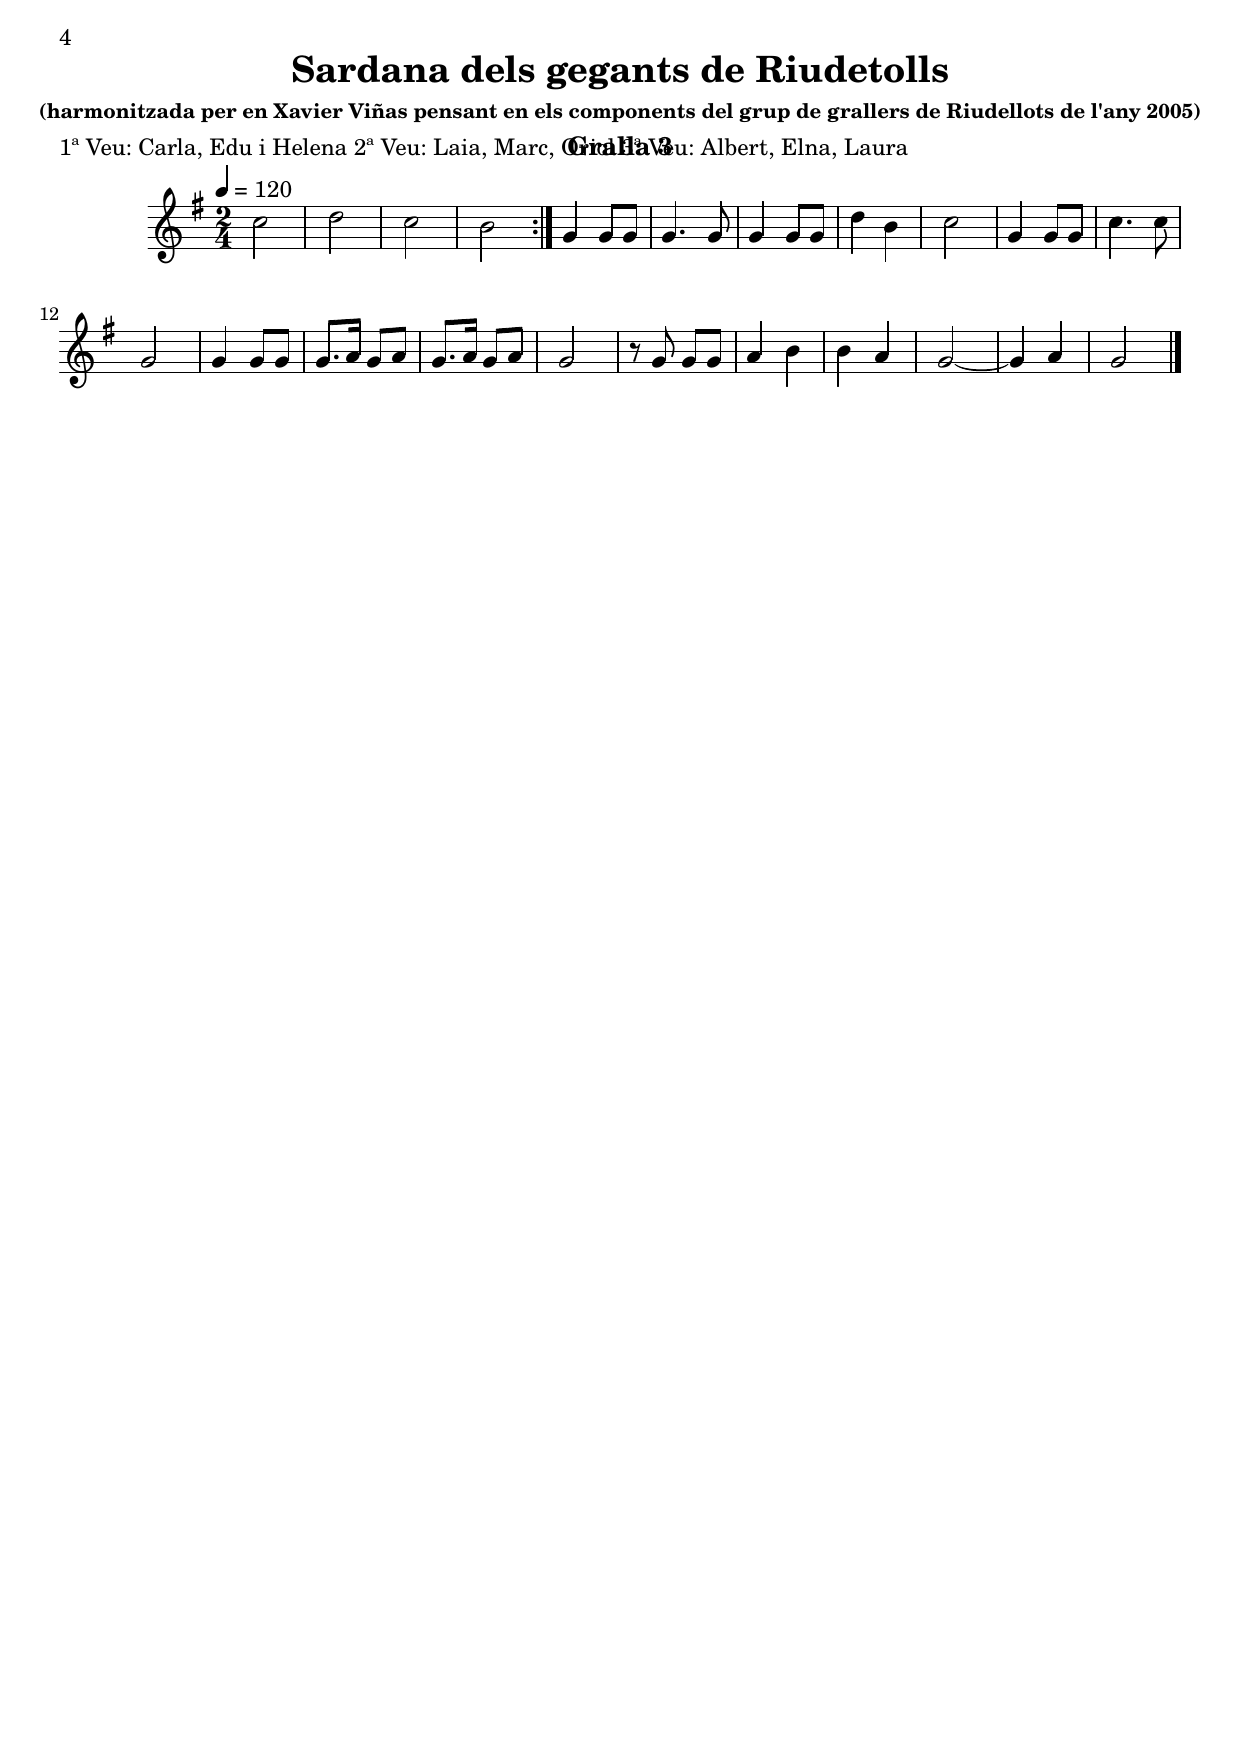 4
Sardana dels gegants de Riudetolls
(harmonitzada per en Xavier Viñas pensant en els components del grup de grallers de Riudellots de l'any 2005)
1ª Veu: Carla, Edu i Helena 2ª Veu: Laia, Marc, Oriol 3ª Veu: Albert, Elna, Laura
Gralla 3
= 120
2
4
12